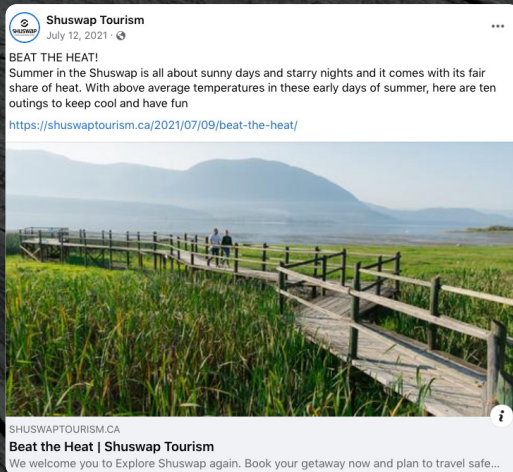 Shuswap Tourism
SHUSWAP
July 12, 2021 ·
BEAT THE HEAT!
Summer in the Shuswap is all about sunny days and starry nights and it comes with its fair
share of heat. With above average temperatures in these early days of summer, here are ten
outings to keep cool and have fun
https://shuswaptourism.ca/2021/07/09/beat-the-heat/
i
SHUSWAPTOURISM.CA
Beat the Heat | Shuswap Tourism
We welcome you to Explore Shuswap again. Book your getaway now and plan to travel safe...